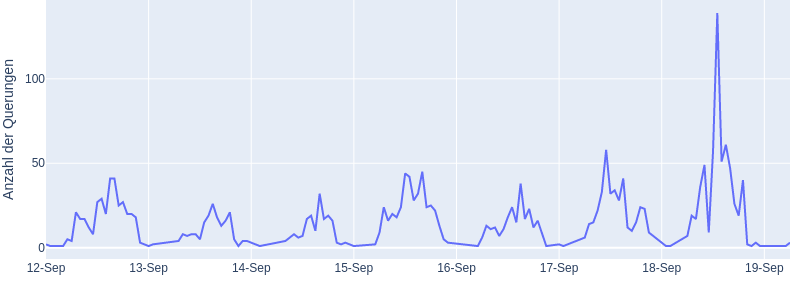 Anzahl der Querungen
100
50
0
12-Sep
13-Sep
14-Sep
15-Sep
16-Sep
17-Sep
18-Sep
19-Sep